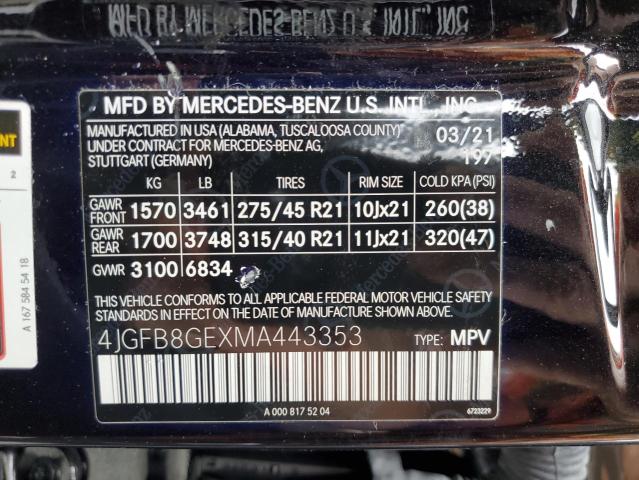 MFD BY MERCEDES-BENZ U.S. INTL., INC.
MANUFACTURED IN USA (ALABAMA, TUSCALOOSA COUNTY) 03/21
UNDER CONTRACT FOR MERCEDES-BENZ AG, 197
STUTTGART (GERMANY)
KG LB TIRES RIM SIZE COLD KPA (PSI)
GAWR FRONT 1570 3461 275/45 R21 10Jx21 260(38)
GAWR REAR 1700 3748 315/40 R21 11Jx21 320(47)
GVWR 3100 6834
THIS VEHICLE CONFORMS TO ALL APPLICABLE FEDERAL MOTOR VEHICLE SAFETY
STANDARDS IN EFFECT ON THE DATE OF MANUFACTURE SHOWN ABOVE.
4JGFB8GEXMA443353 TYPE: MPV
A 000 817 52 04 6723229
2
A 167 584 54 18